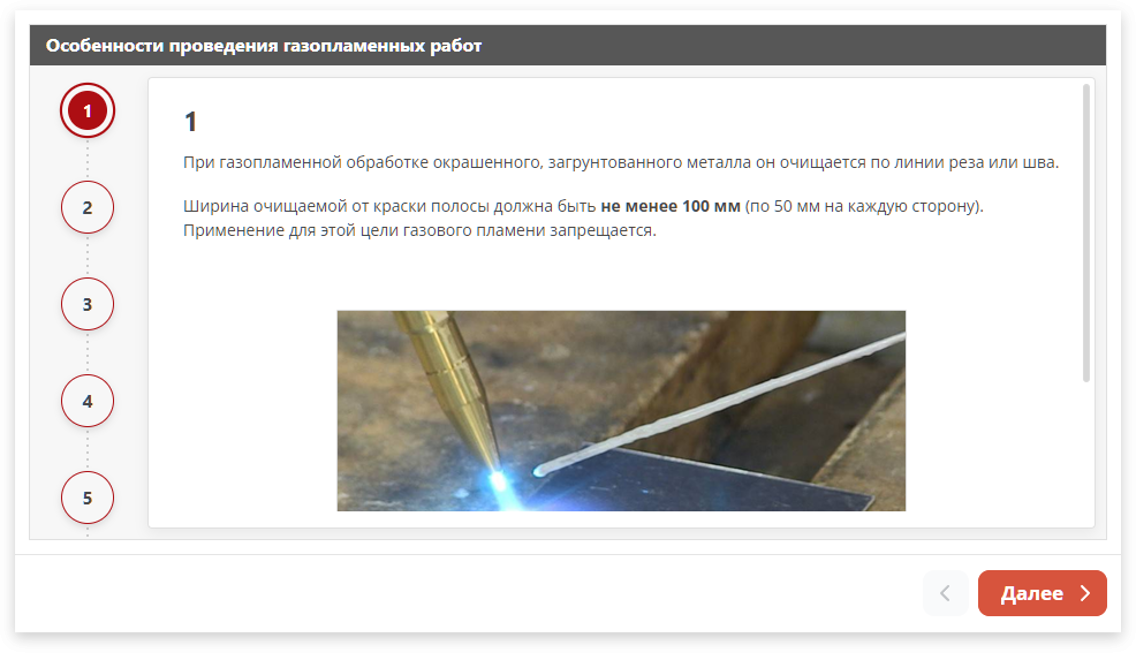 Особенности проведения газопламенных работ
1
2
3
4
5
1
При газопламенной обработке окрашенного, загрунтованного металла он очищается по линии реза или шва.
Ширина очищаемой от краски полосы должна быть не менее 100 мм (по 50 мм на каждую сторону).
Применение для этой цели газового пламени запрещается.
Далее